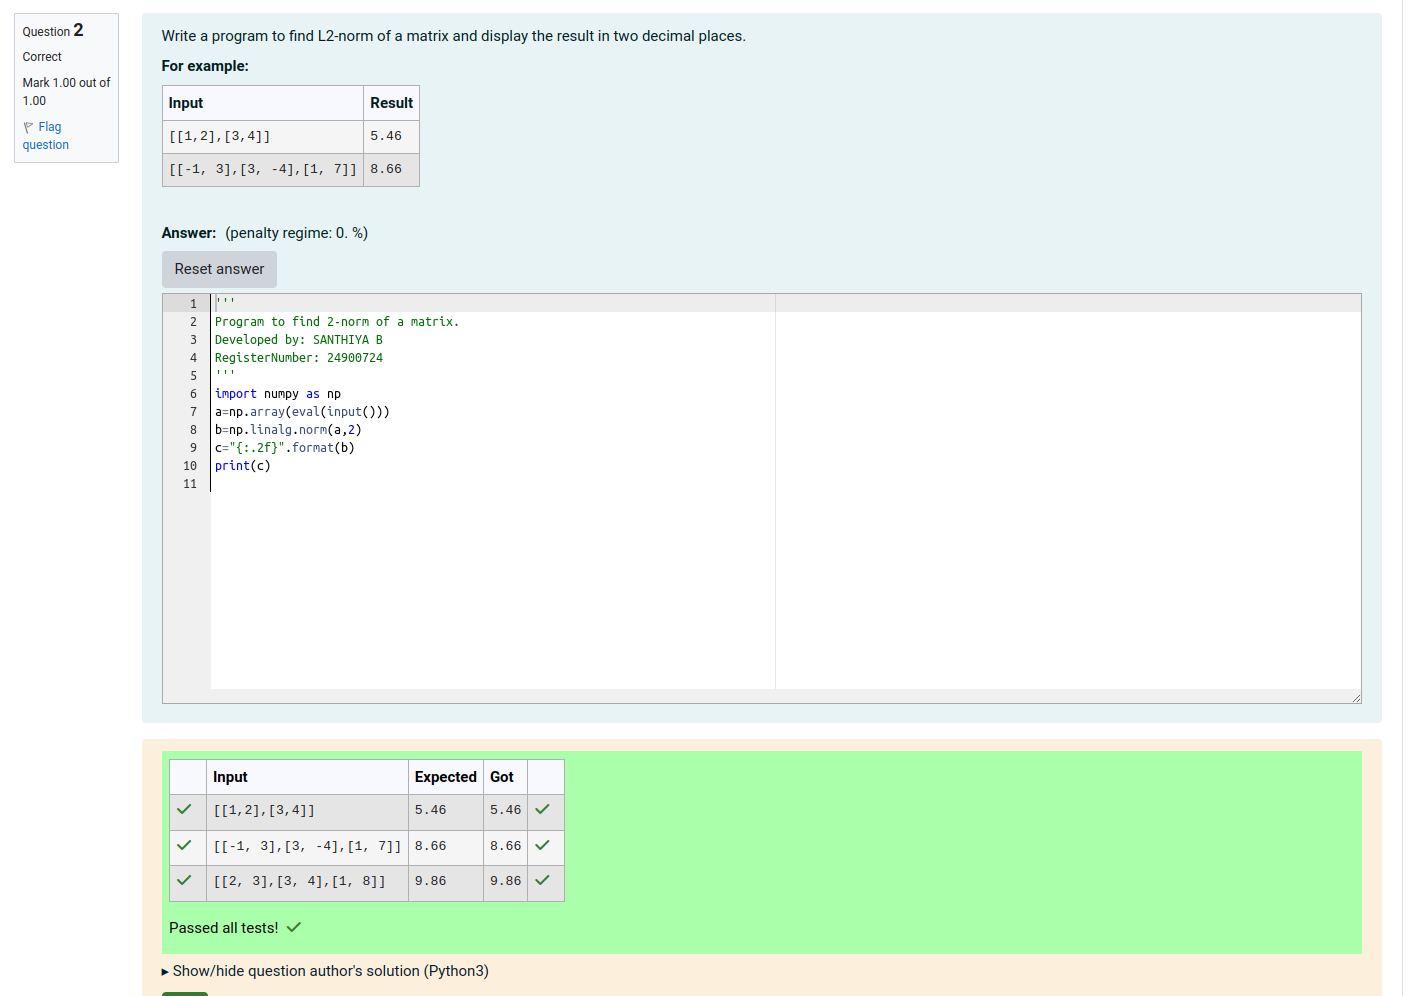 Question 2
Correct
Mark 1.00 out of
1.00
Flag
question
Write a program to find L2-norm of a matrix and display the result in two decimal places.
For example:
Input Result
[[1,2],[3,4]] 5.46
[[-1, 3],[3, -4],[1, 7]] 8.66
Answer: (penalty regime: 0. %)
Reset answer
1 '''
2 Program to find 2-norm of a matrix.
3 Developed by: SANTHIYA B
4 RegisterNumber: 24900724
5 '''
6 import numpy as np
7 a=np.array(eval(input()))
8 b=np.linalg.norm(a,2)
9 c="{:.2f}".format(b)
10 print(c)
11
Input Expected Got
[[1,2],[3,4]] 5.46 5.46
[[-1, 3],[3, -4],[1, 7]] 8.66 8.66
[[2, 3],[3, 4],[1, 8]] 9.86 9.86
Passed all tests!
Show/hide question author's solution (Python3)